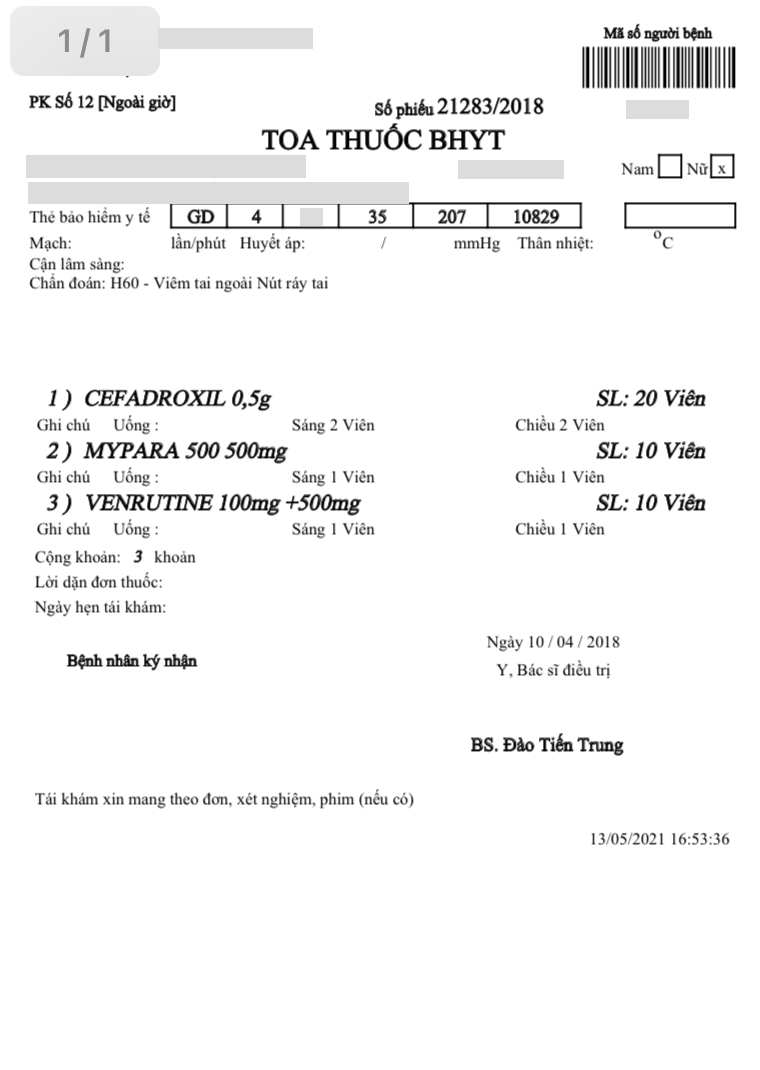 1/1
Mã số người bệnh
PK Số 12 [Ngoài giờ]
Số phiếu 21283/2018
TOA THUỐC BHYT
Nam Nữ x
Thẻ bảo hiểm y tế GD 4 35 207 10829
Mạch: lần/phút Huyết áp: / mmHg Thân nhiệt: °C
Cận lâm sàng:
Chẩn đoán: H60 - Viêm tai ngoài Nút ráy tai
1 ) CEFADROXIL 0,5g SL: 20 Viên
Ghi chú Uống : Sáng 2 Viên Chiều 2 Viên
2 ) MYPARA 500 500mg SL: 10 Viên
Ghi chú Uống : Sáng 1 Viên Chiều 1 Viên
3 ) VENRUTINE 100mg +500mg SL: 10 Viên
Ghi chú Uống : Sáng 1 Viên Chiều 1 Viên
Cộng khoản: 3 khoản
Lời dặn đơn thuốc:
Ngày hẹn tái khám:
Ngày 10 / 04 / 2018
Bệnh nhân ký nhận
Y, Bác sĩ điều trị
BS. Đào Tiến Trung
Tái khám xin mang theo đơn, xét nghiệm, phim (nếu có)
13/05/2021 16:53:36